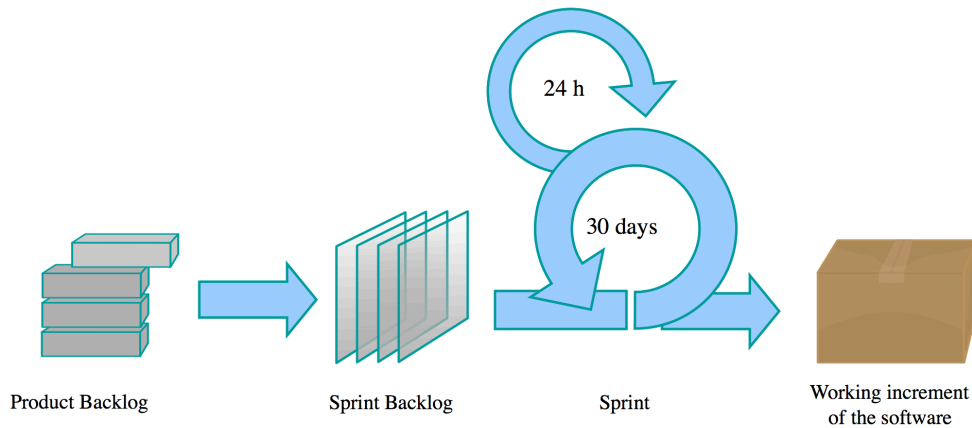 24 h
30 days
Product Backlog
Sprint Backlog
Sprint
Working increment
of the software